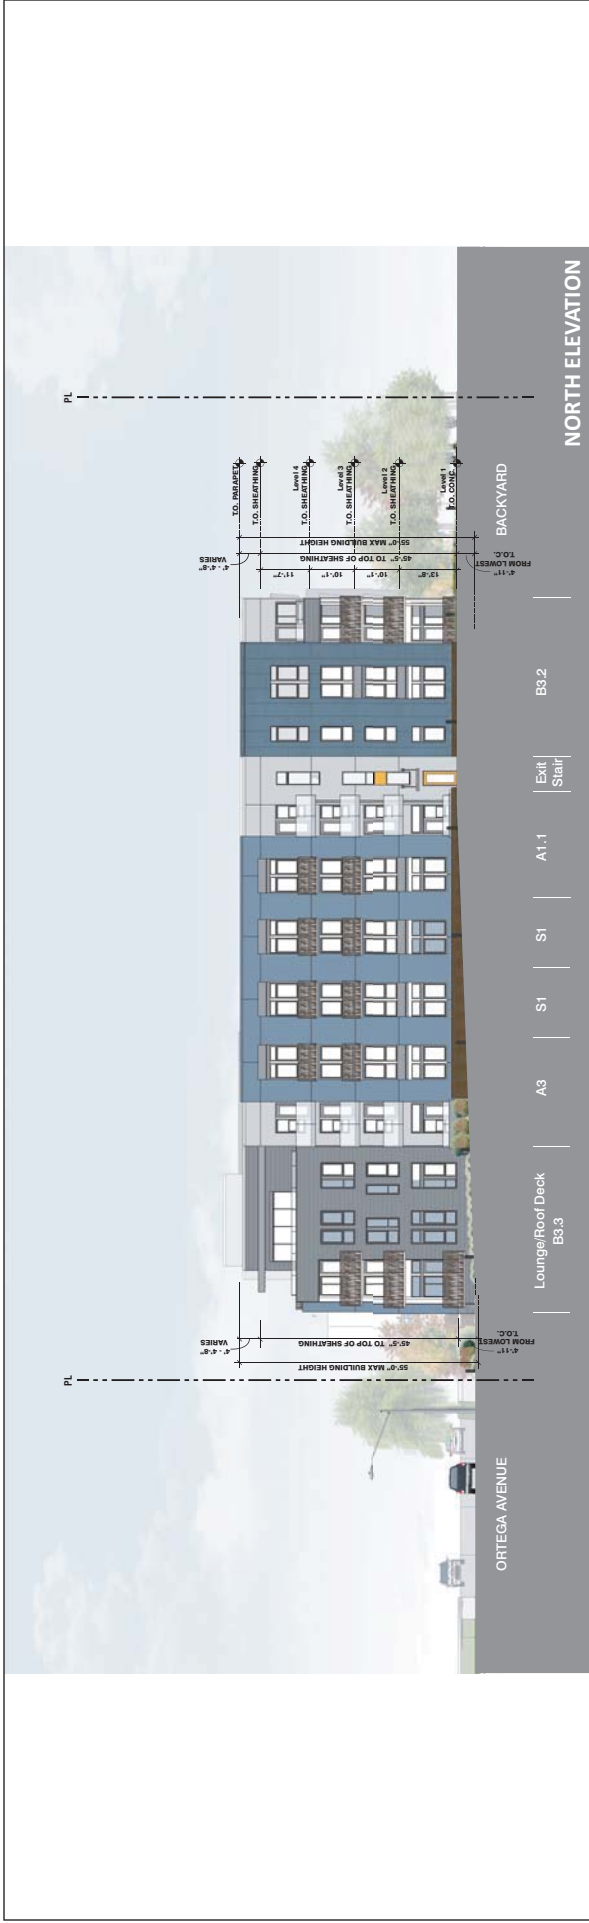 PL
PL
T.O. PARAPET
T.O. SHEATHING
Level 4
T.O. SHEATHING
Level 3
T.O. SHEATHING
Level 2
T.O. SHEATHING
Level 1
T.O. CONC.
4' - 4'-8"
VARIES
55'-0" MAX BUILDING HEIGHT
45'-5" TO TOP OF SHEATHING
11'-7"
10'-1"
10'-1"
13'-8"
4'-11"
FROM LOWEST
T.O.C.
4' - 4'-8"
VARIES
45'-5" TO TOP OF SHEATHING
55'-0" MAX BUILDING HEIGHT
4'-11"
FROM LOWEST
T.O.C.
ORTEGA AVENUE
Lounge/Roof Deck
B3.3
A3
S1
S1
A1.1
Exit
Stair
B3.2
BACKYARD
NORTH ELEVATION